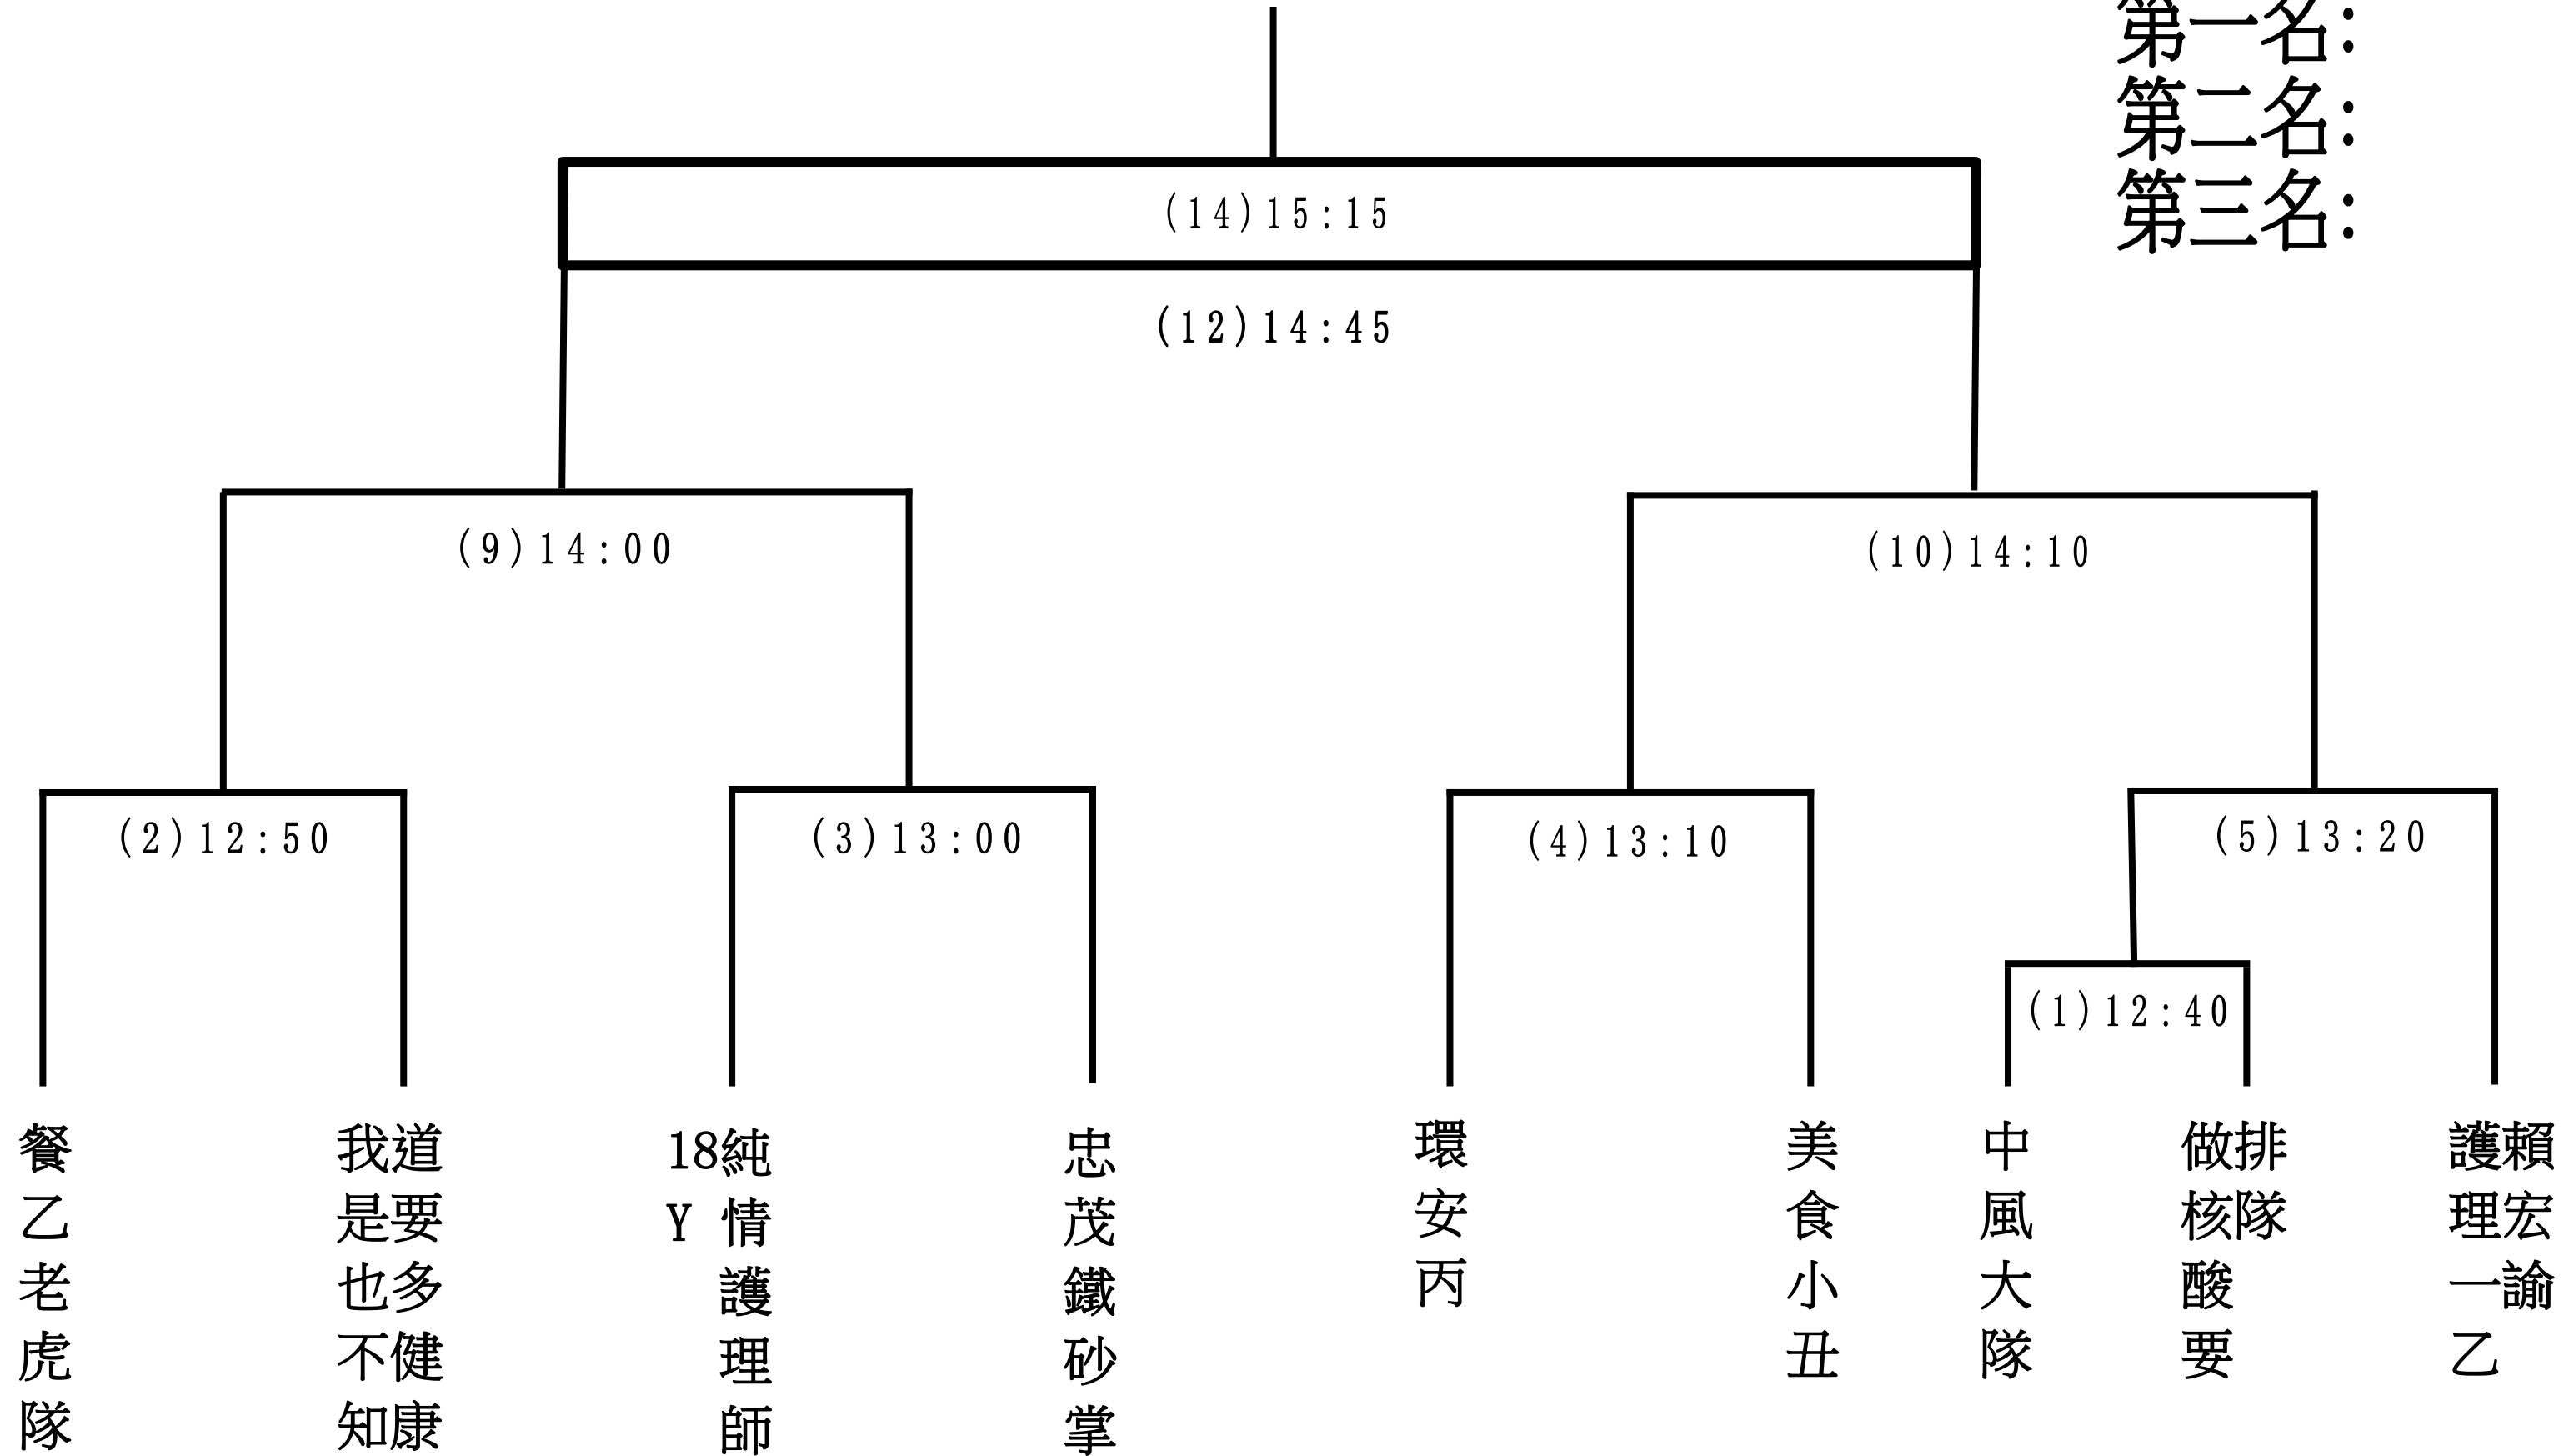 第一名:
第二名:
第三名:
(14)15:15
(12)14:45
(9)14:00
(10)14:10
(2)12:50
(3)13:00
(4)13:10
(5)13:20
(1)12:40
餐乙老虎隊
我是也不知
道要多健康
18Y
純情護理師
忠茂鐵砂掌
環安丙
美食小丑
中風大隊
做核酸要
排隊
護理一乙
賴宏諭